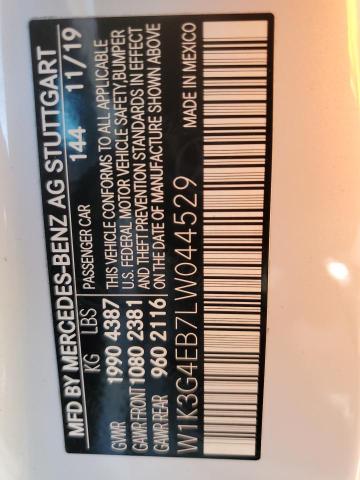 MFD BY MERCEDES-BENZ AG STUTTGART
KG LBS PASSENGER CAR 144 11/19
GVWR 1990 4387 THIS VEHICLE CONFORMS TO ALL APPLICABLE
GAWR FRONT 1080 2381 U.S. FEDERAL MOTOR VEHICLE SAFETY, BUMPER
AND THEFT PREVENTION STANDARDS IN EFFECT
GAWR REAR 960 2116 ON THE DATE OF MANUFACTURE SHOWN ABOVE
W1K3G4EB7LW044529 MADE IN MEXICO